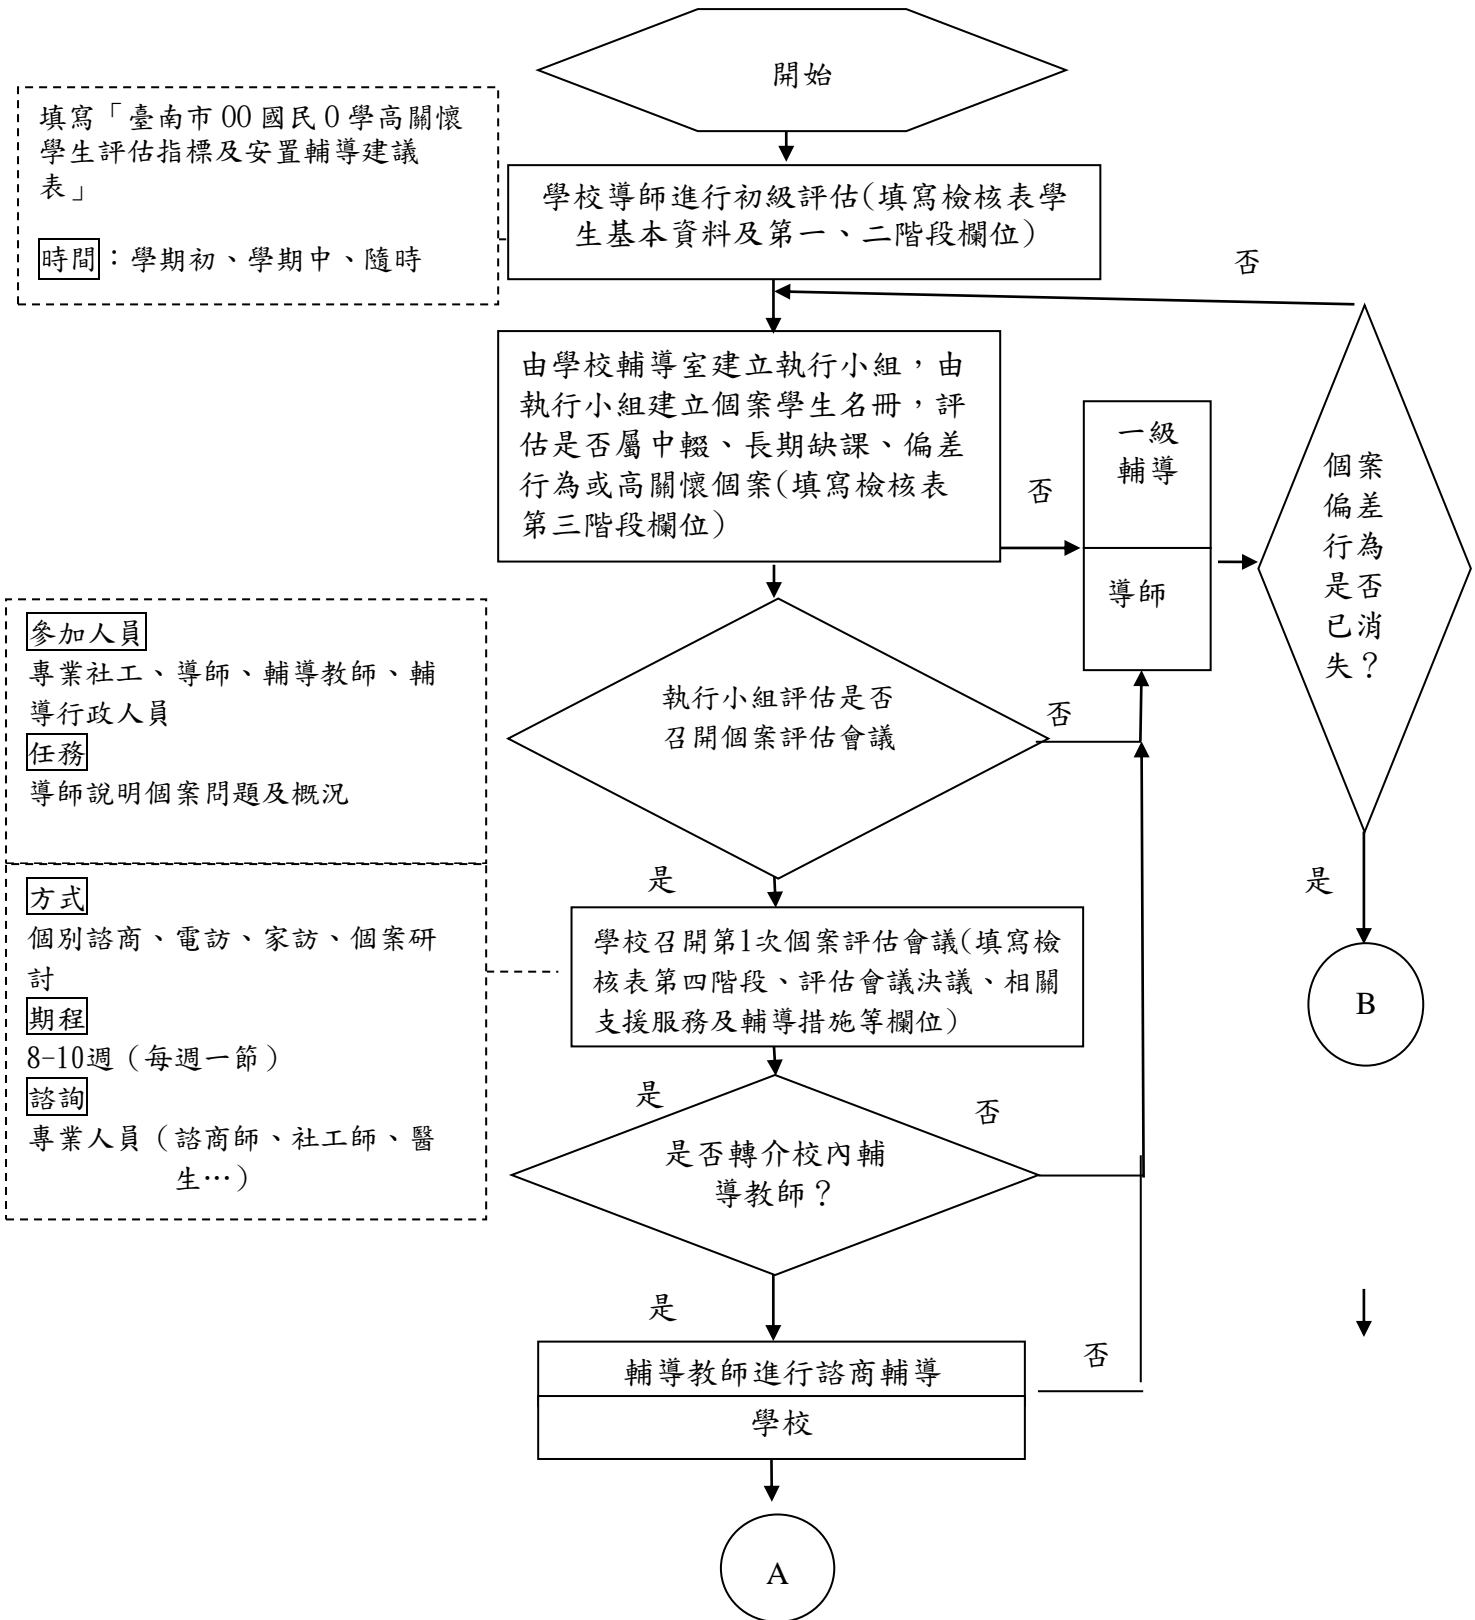 開始
填寫「臺南市 OO 國民 O 學高關懷
學生評估指標及安置輔導建議
表」
時間：學期初、學期中、隨時
學校導師進行初級評估(填寫檢核表學
生基本資料及第一、二階段欄位)
否
由學校輔導室建立執行小組，由
執行小組建立個案學生名冊，評
估是否屬中輟、長期缺課、偏差
行為或高關懷個案(填寫檢核表
第三階段欄位)
否
一級
輔導
導師
個案
偏差
行為
是否
已消
失？
參加人員
專業社工、導師、輔導教師、輔
導行政人員
任務
導師說明個案問題及概況
執行小組評估是否
召開個案評估會議
否
是
是
方式
個別諮商、電訪、家訪、個案研
討
期程
8-10週（每週一節）
諮詢
專業人員（諮商師、社工師、醫
生…）
學校召開第1次個案評估會議(填寫檢
核表第四階段、評估會議決議、相關
支援服務及輔導措施等欄位)
B
是
否
是否轉介校內輔
導教師？
是
否
輔導教師進行諮商輔導
學校
A